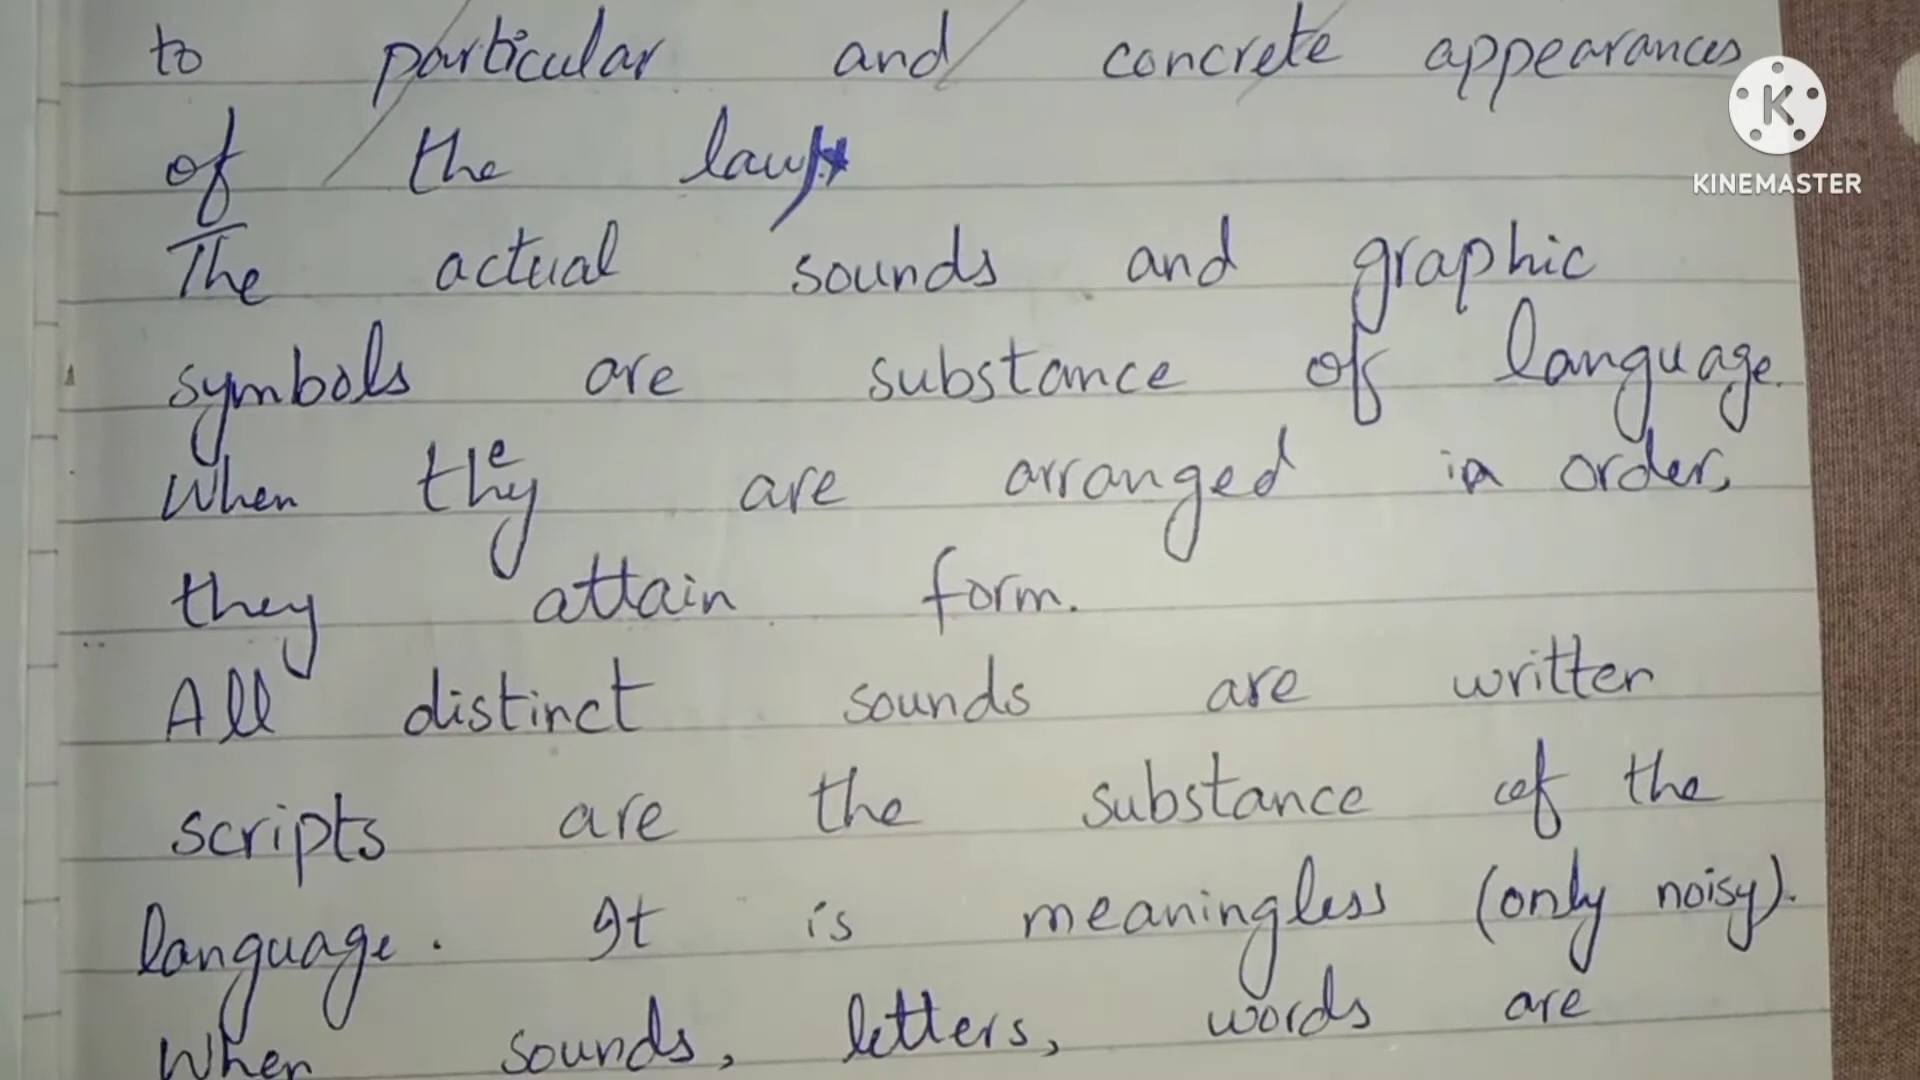 to particular and concrete appearances
of the law
The actual sounds and graphic
symbols are substance of language.
When they are arranged in order,
they attain form.
All distinct sounds are written
scripts are the substance of the
language. It is meaningless (only noisy).
When sounds, letters, words are
K
KINEMASTER